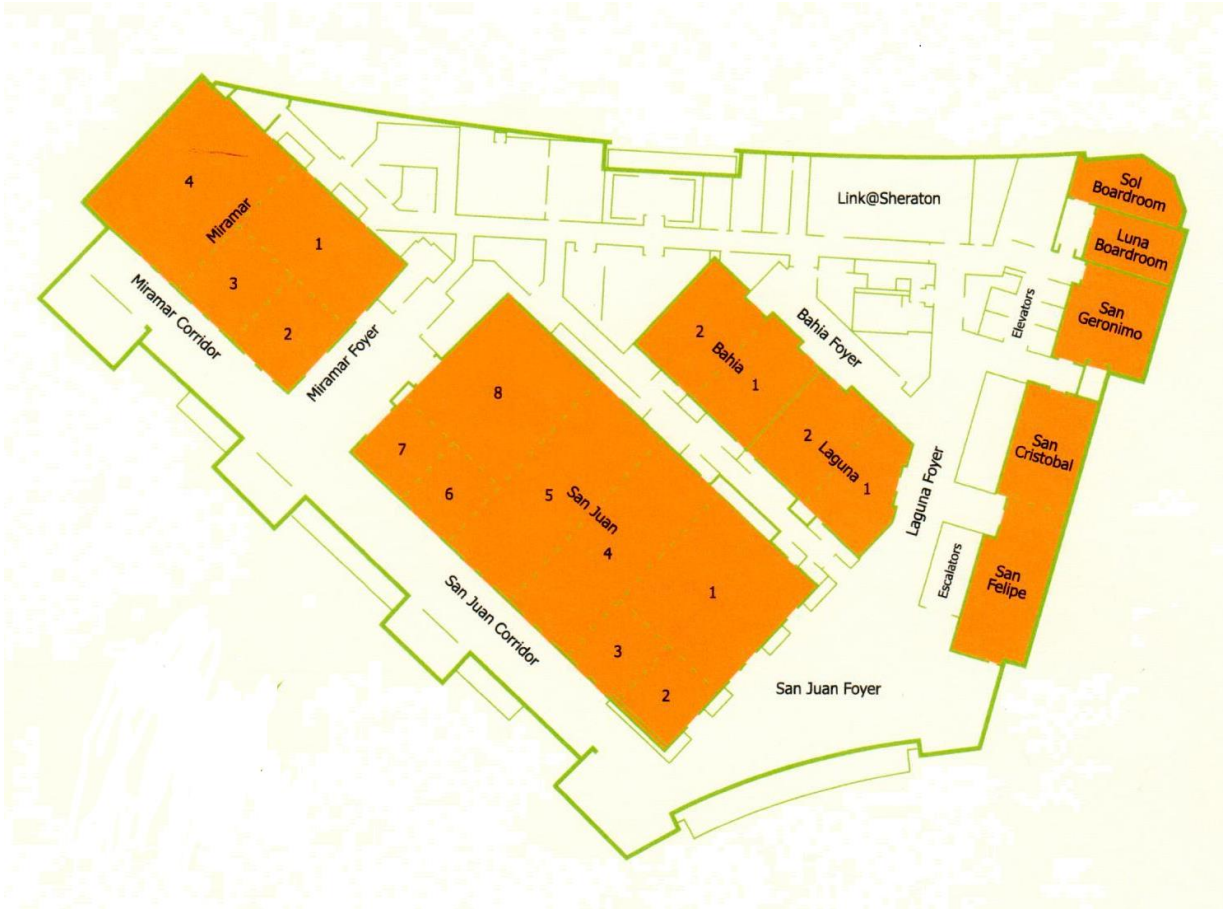 4
Miramar
1
3
2
Miramar Corridor
Miramar Foyer
Link@Sheraton
Sol
Boardroom
Luna
Boardroom
San
Geronimo
Elevators
Bahia Foyer
2
Bahia
1
2
Laguna
1
Laguna Foyer
San
Cristobal
Escalators
San
Felipe
8
7
6
5
San Juan
4
1
3
2
San Juan Corridor
San Juan Foyer